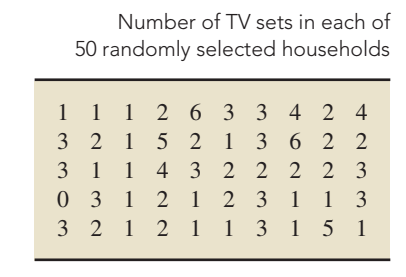 Number of TV sets in each of
50 randomly selected households
1 1 1 2 6 3 3 4 2 4
3 2 1 5 2 1 3 6 2 2
3 1 1 4 3 2 2 2 2 3
0 3 1 2 1 2 3 1 1 3
3 2 1 2 1 1 3 1 5 1